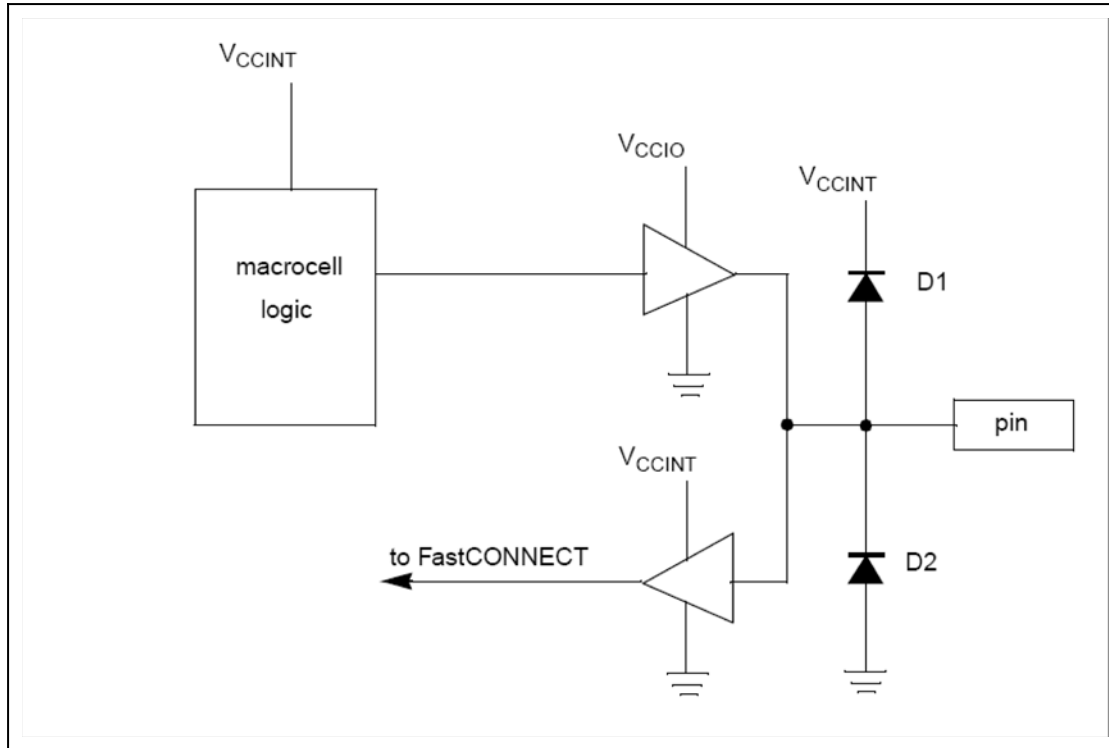 VCCINT
VCCIO
VCCINT
macrocell
logic
D1
pin
VCCINT
to FastCONNECT
D2